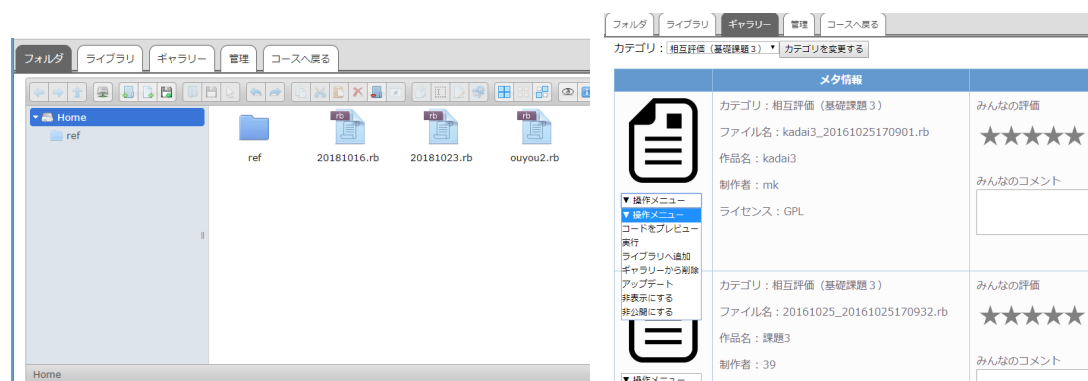 フォルダ ライブラリ ギャラリー 管理 コースへ戻る
Home
ref
ref
rb
20181016.rb
rb
20181023.rb
rb
ouyou2.rb
Home
フォルダ ライブラリ ギャラリー 管理 コースへ戻る
カテゴリ：相互評価（基礎課題３） ▼ カテゴリを変更する
メタ情報
カテゴリ：相互評価（基礎課題３）
ファイル名：kadai3_20161025170901.rb
作品名：kadai3
制作者：mk
ライセンス：GPL
みんなの評価
★★★★★
みんなのコメント
▼ 操作メニュー
▼ 操作メニュー
コードをプレビュー
実行
ライブラリへ追加
ギャラリーから削除
アップデート
非表示にする
非公開にする
カテゴリ：相互評価（基礎課題３）
ファイル名：20161025_20161025170932.rb
作品名：課題3
制作者：39
みんなの評価
★★★★★
みんなのコメント
▼ 操作メニュー